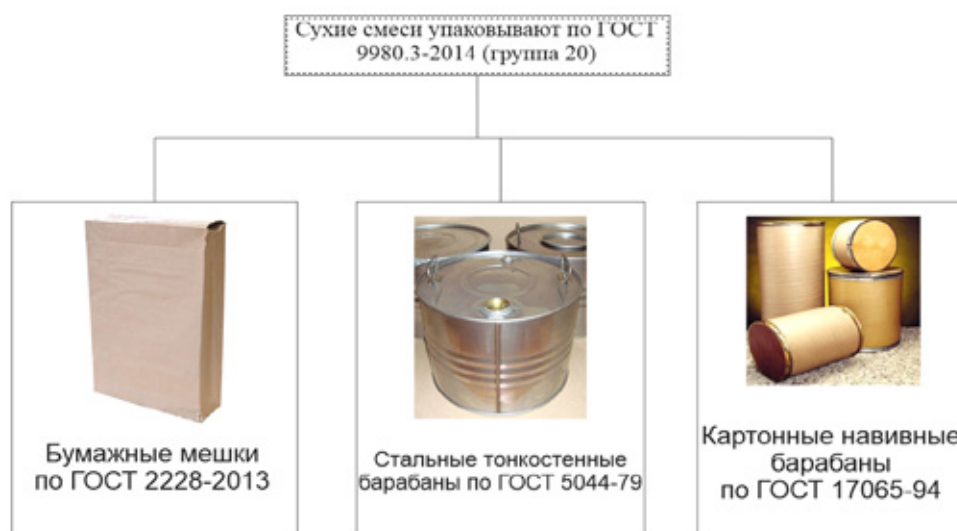 Сухие смеси упаковывают по ГОСТ
9980.3-2014 (группа 20)
Бумажные мешки
по ГОСТ 2228-2013
Стальные тонкостенные
барабаны по ГОСТ 5044-79
Картонные навивные
барабаны
по ГОСТ 17065-94